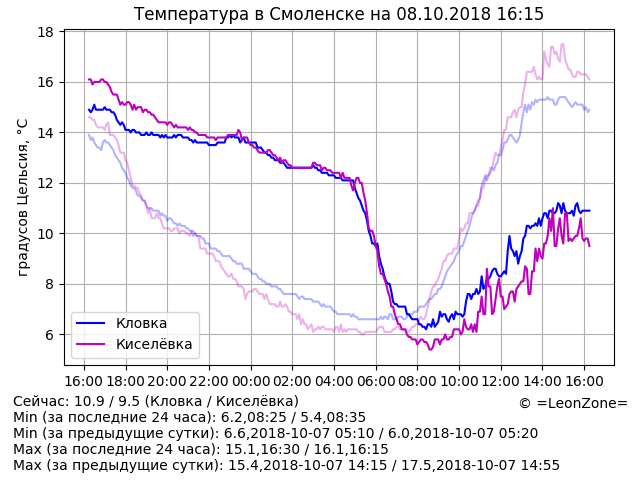 Температура в Смоленске на 08.10.2018 16:15
18
16
14
12
10
8
6
градусов Цельсия, °C
Кловка
Киселёвка
16:00 18:00 20:00 22:00 00:00 02:00 04:00 06:00 08:00 10:00 12:00 14:00 16:00
Сейчас: 10.9 / 9.5 (Кловка / Киселёвка)
© =LeonZone=
Min (за последние 24 часа): 6.2,08:25 / 5.4,08:35
Min (за предыдущие сутки): 6.6,2018-10-07 05:10 / 6.0,2018-10-07 05:20
Max (за последние 24 часа): 15.1,16:30 / 16.1,16:15
Max (за предыдущие сутки): 15.4,2018-10-07 14:15 / 17.5,2018-10-07 14:55